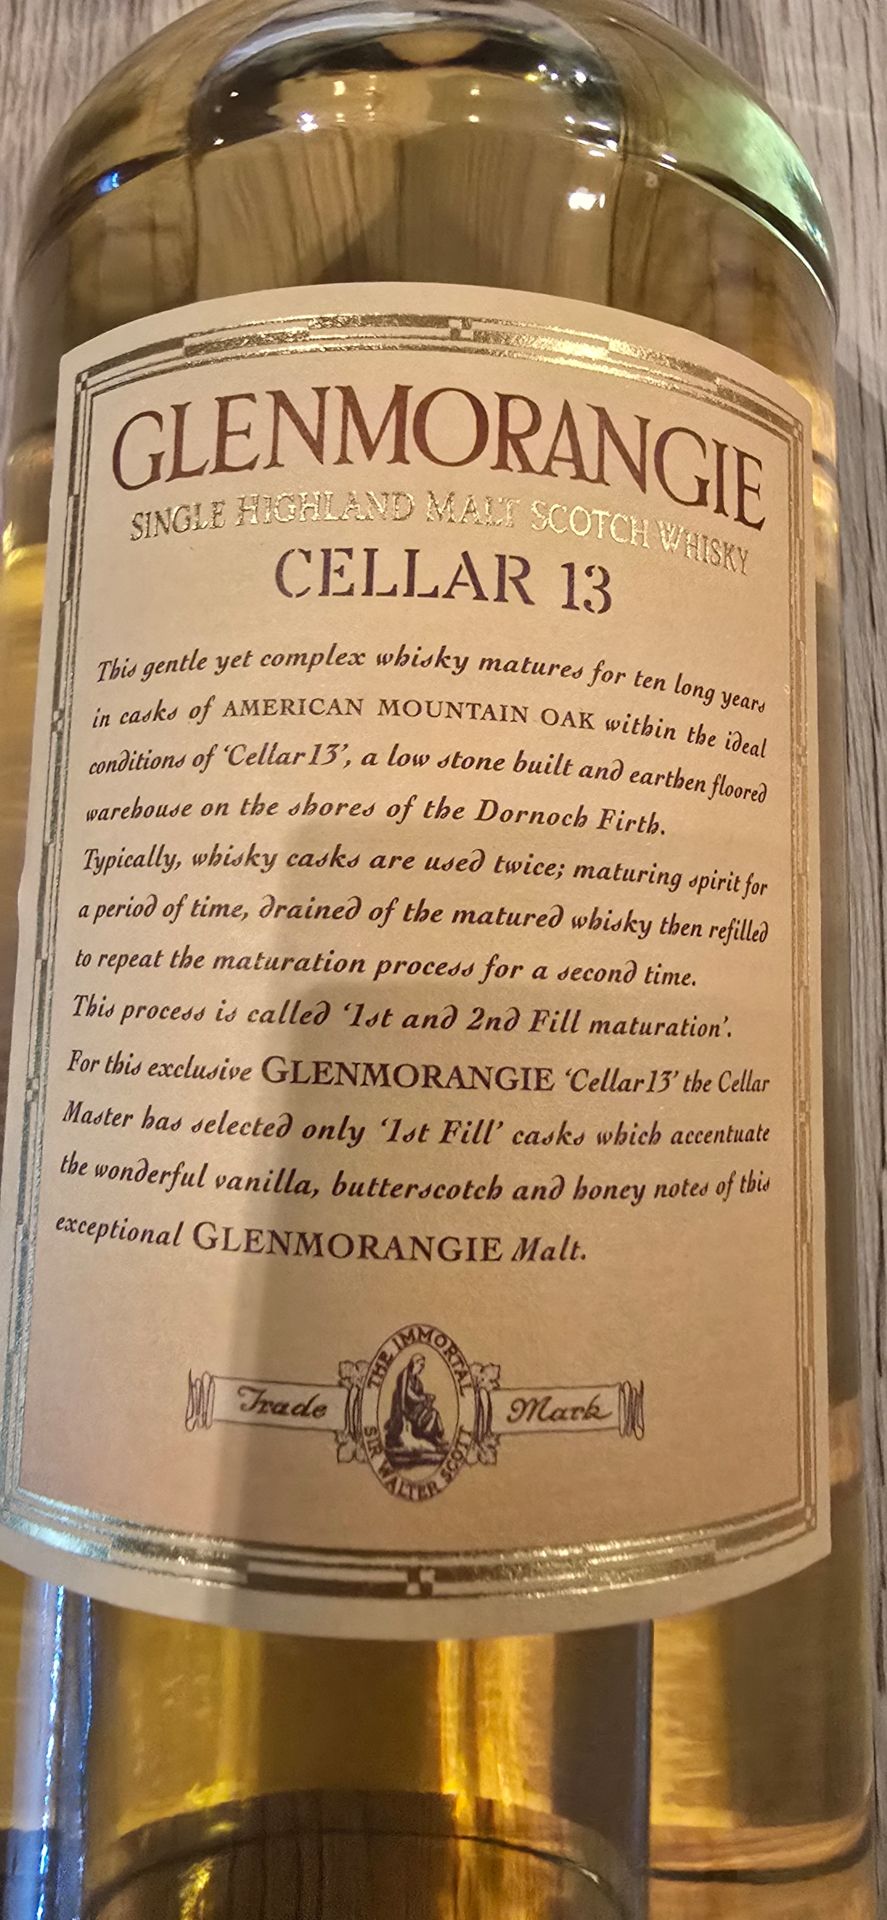 GLENMORANGIE
SINGLE HIGHLAND MALT SCOTCH WHISKY
CELLAR 13
This gentle yet complex whisky matures for ten long years
in casks of AMERICAN MOUNTAIN OAK within the ideal
conditions of 'Cellar 13', a low stone built and earthen floored
warehouse on the shores of the Dornoch Firth.
Typically, whisky casks are used twice; maturing spirit for
a period of time, drained of the matured whisky then refilled
to repeat the maturation process for a second time.
This process is called '1st and 2nd Fill maturation'.
For this exclusive GLENMORANGIE 'Cellar 13' the Cellar
Master has selected only '1st Fill' casks which accentuate
the wonderful vanilla, butterscotch and honey notes of this
exceptional GLENMORANGIE Malt.
THE IMMORTAL
Trade Mark
SIR WALTER SCOTT